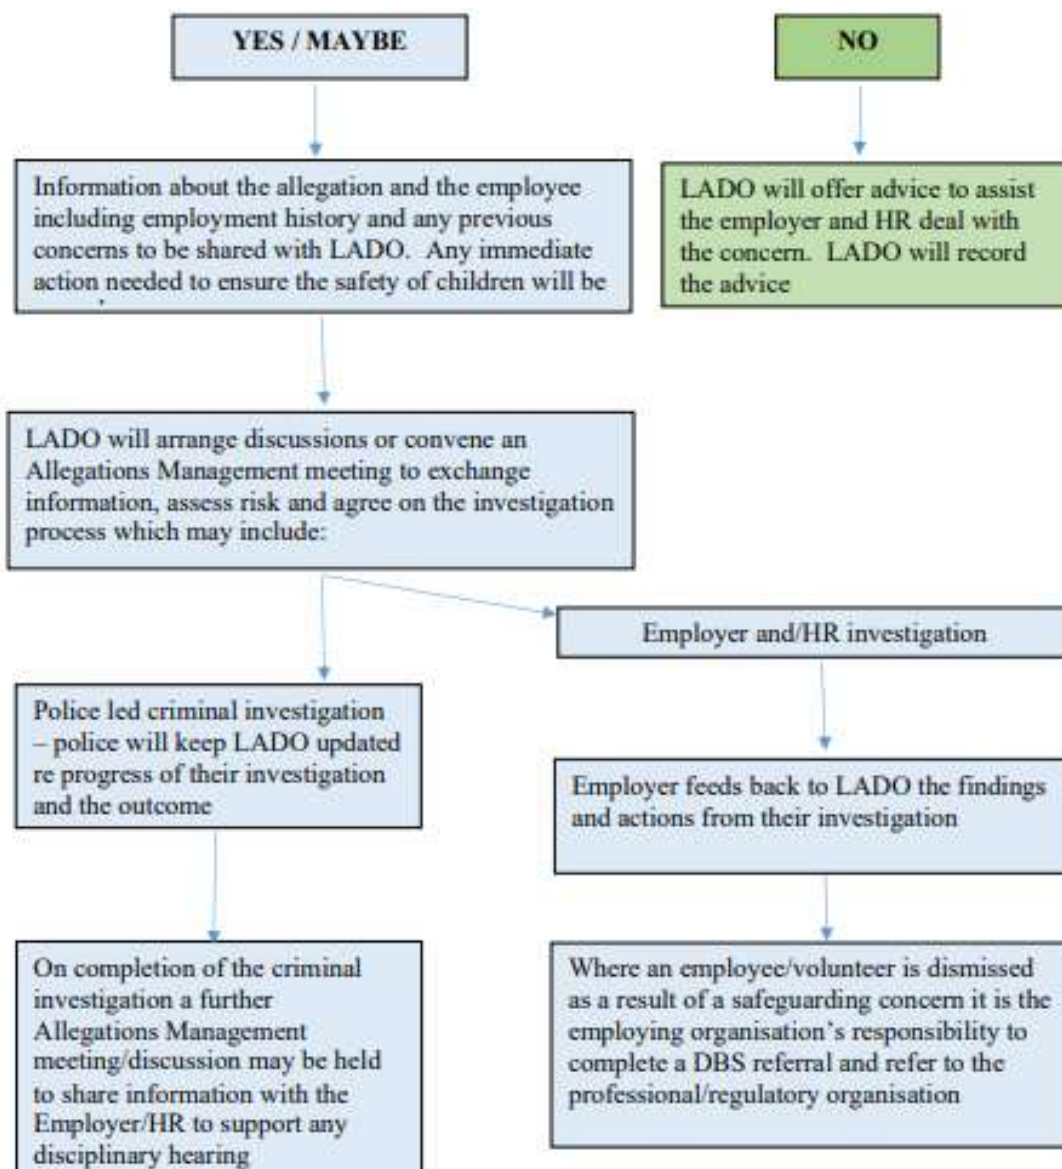 YES / MAYBE
NO
Information about the allegation and the employee
including employment history and any previous
concerns to be shared with LADO.  Any immediate
action needed to ensure the safety of children will be
LADO will offer advice to assist
the employer and HR deal with
the concern.  LADO will record
the advice
LADO will arrange discussions or convene an
Allegations Management meeting to exchange
information, assess risk and agree on the investigation
process which may include:
Employer and/HR investigation
Police led criminal investigation
– police will keep LADO updated
re progress of their investigation
and the outcome
Employer feeds back to LADO the findings
and actions from their investigation
On completion of the criminal
investigation a further
Allegations Management
meeting/discussion may be held
to share information with the
Employer/HR to support any
disciplinary hearing
Where an employee/volunteer is dismissed
as a result of a safeguarding concern it is the
employing organisation’s responsibility to
complete a DBS referral and refer to the
professional/regulatory organisation